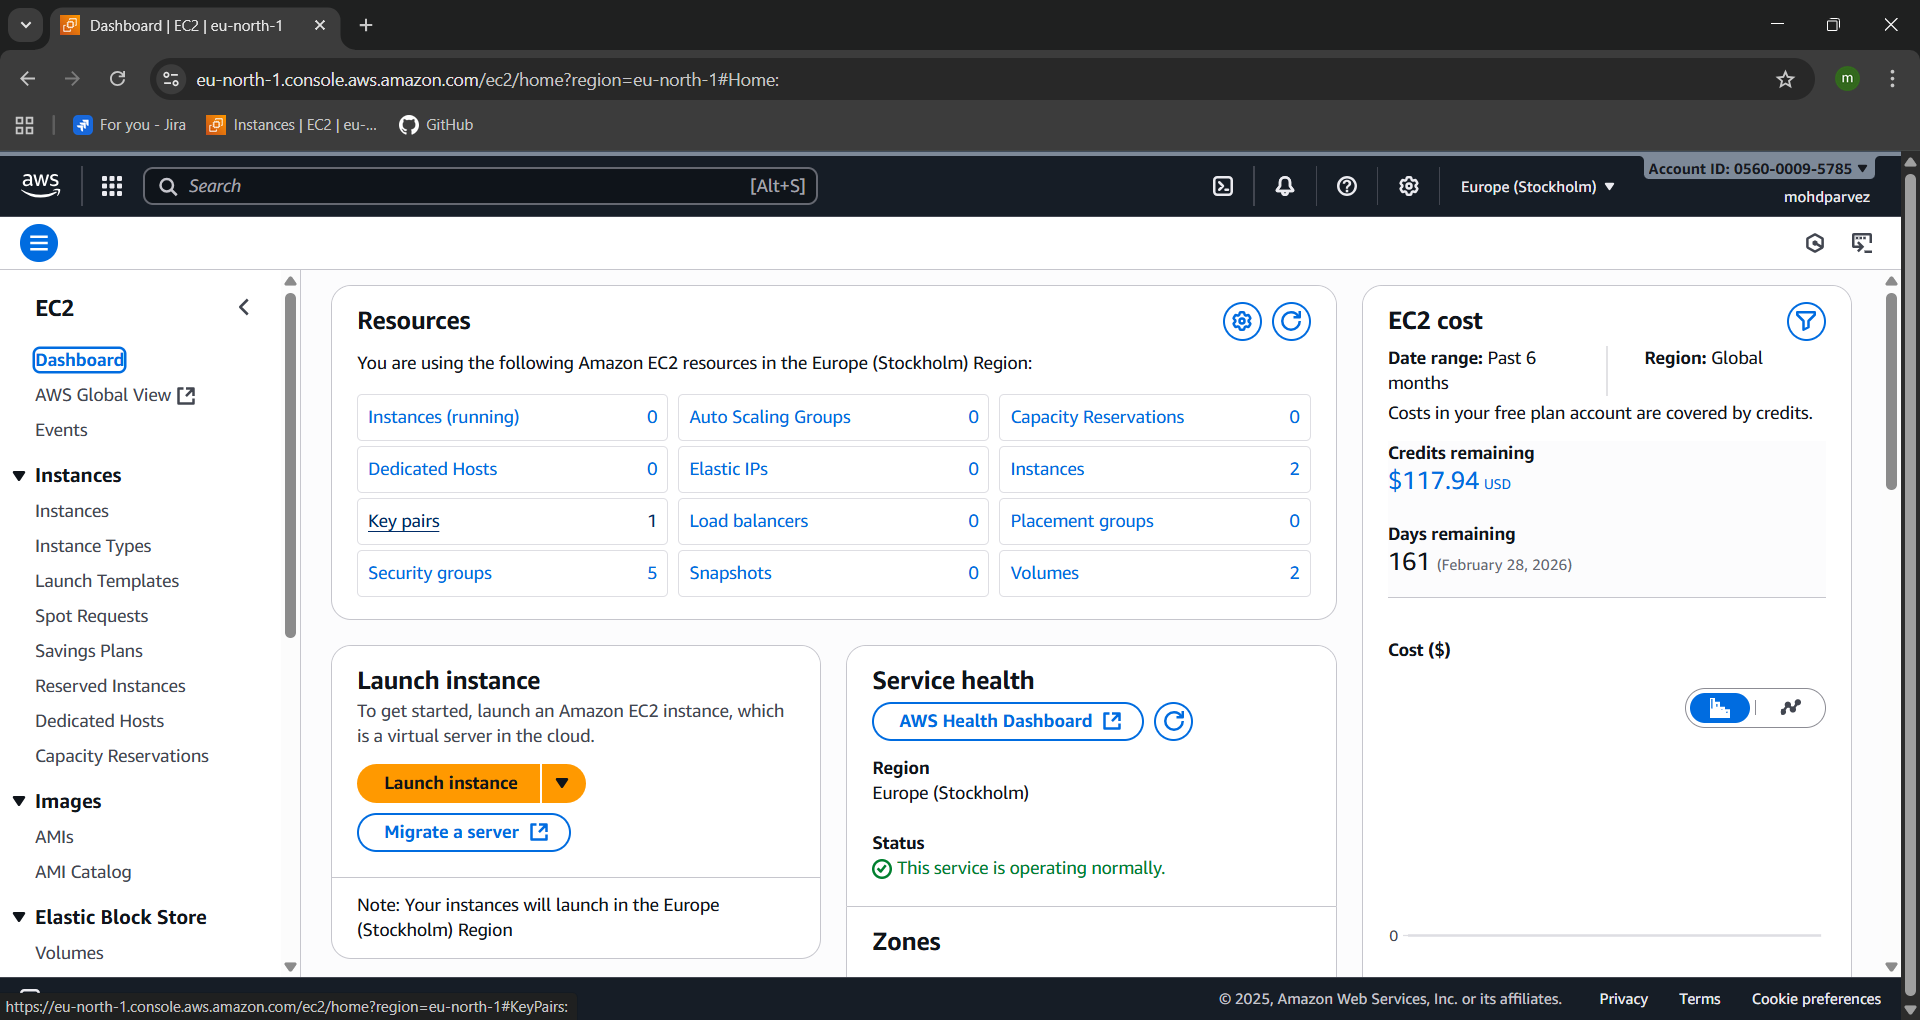 Dashboard | EC2 | eu-north-1
eu-north-1.console.aws.amazon.com/ec2/home?region=eu-north-1#Home:
m
For you - Jira
Instances | EC2 | eu-...
GitHub
aws
Search
[Alt+S]
Europe (Stockholm)
Account ID: 0560-0009-5785
mohdparvez
EC2
Dashboard
AWS Global View
Events
Instances
Instances
Instance Types
Launch Templates
Spot Requests
Savings Plans
Reserved Instances
Dedicated Hosts
Capacity Reservations
Images
AMIs
AMI Catalog
Elastic Block Store
Volumes
Resources
You are using the following Amazon EC2 resources in the Europe (Stockholm) Region:
Instances (running) 0
Auto Scaling Groups 0
Capacity Reservations 0
Dedicated Hosts 0
Elastic IPs 0
Instances 2
Key pairs 1
Load balancers 0
Placement groups 0
Security groups 5
Snapshots 0
Volumes 2
Launch instance
To get started, launch an Amazon EC2 instance, which
is a virtual server in the cloud.
Launch instance
Migrate a server
Note: Your instances will launch in the Europe
(Stockholm) Region
Service health
AWS Health Dashboard
Region
Europe (Stockholm)
Status
This service is operating normally.
Zones
EC2 cost
Date range: Past 6
months
Region: Global
Costs in your free plan account are covered by credits.
Credits remaining
$117.94 USD
Days remaining
161 (February 28, 2026)
Cost ($)
0
https://eu-north-1.console.aws.amazon.com/ec2/home?region=eu-north-1#KeyPairs:
© 2025, Amazon Web Services, Inc. or its affiliates.
Privacy
Terms
Cookie preferences